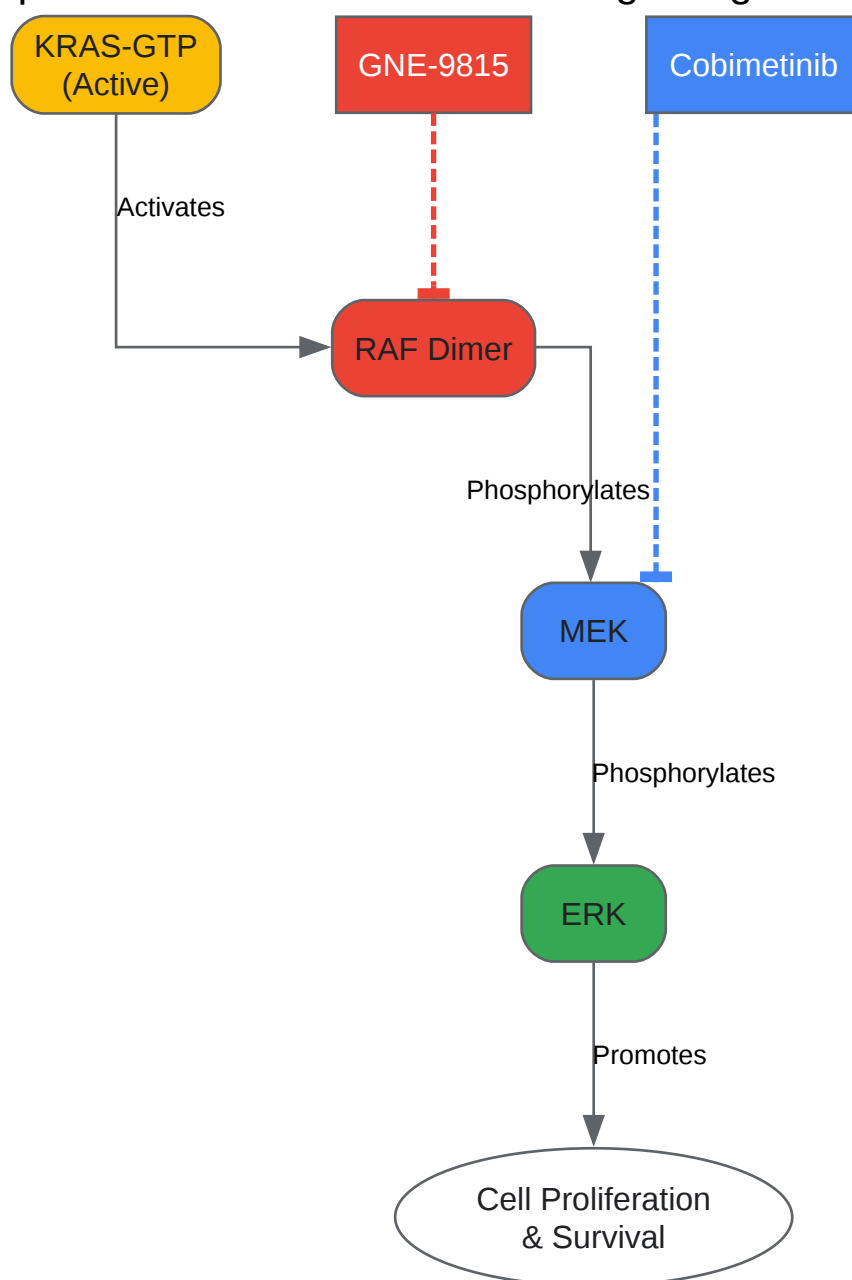 KRAS-GTP
(Active)
GNE-9815
Cobimetinib
Activates
RAF Dimer
Phosphorylates
MEK
Phosphorylates
ERK
Promotes
Cell Proliferation
& Survival